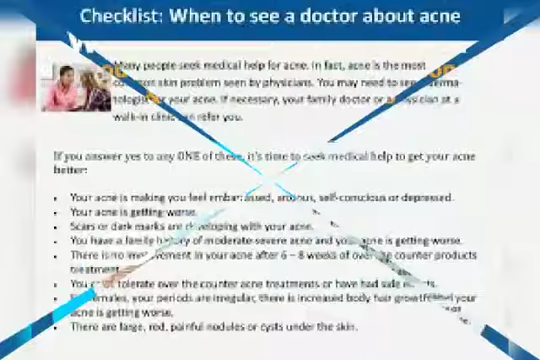 Checklist: When to see a doctor about acne
Many people seek medical help for acne. In fact, acne is the most
common skin problem seen by physicians. You may need to see
your acne. If necessary, your family doctor or a physician at a
walk-in clinic can refer you.
If you answer yes to any ONE of these, it's time to seek medical help to get your acne
better:
• Your acne is making you feel embarrassed, anxious, self-conscious or depressed.
• Your acne is getting worse.
• Scars or dark marks are developing with your acne.
• You have a family history of moderate-severe acne and your acne is getting worse.
• There is no improvement in your acne after 6 – 8 weeks of over the counter products
treatment
• You cannot tolerate over the counter acne treatments or have had side
• females, your periods are irregular, there is increased body hair growth your
acne is getting worse.
• There are large, red, painful nodules or cysts under the skin.